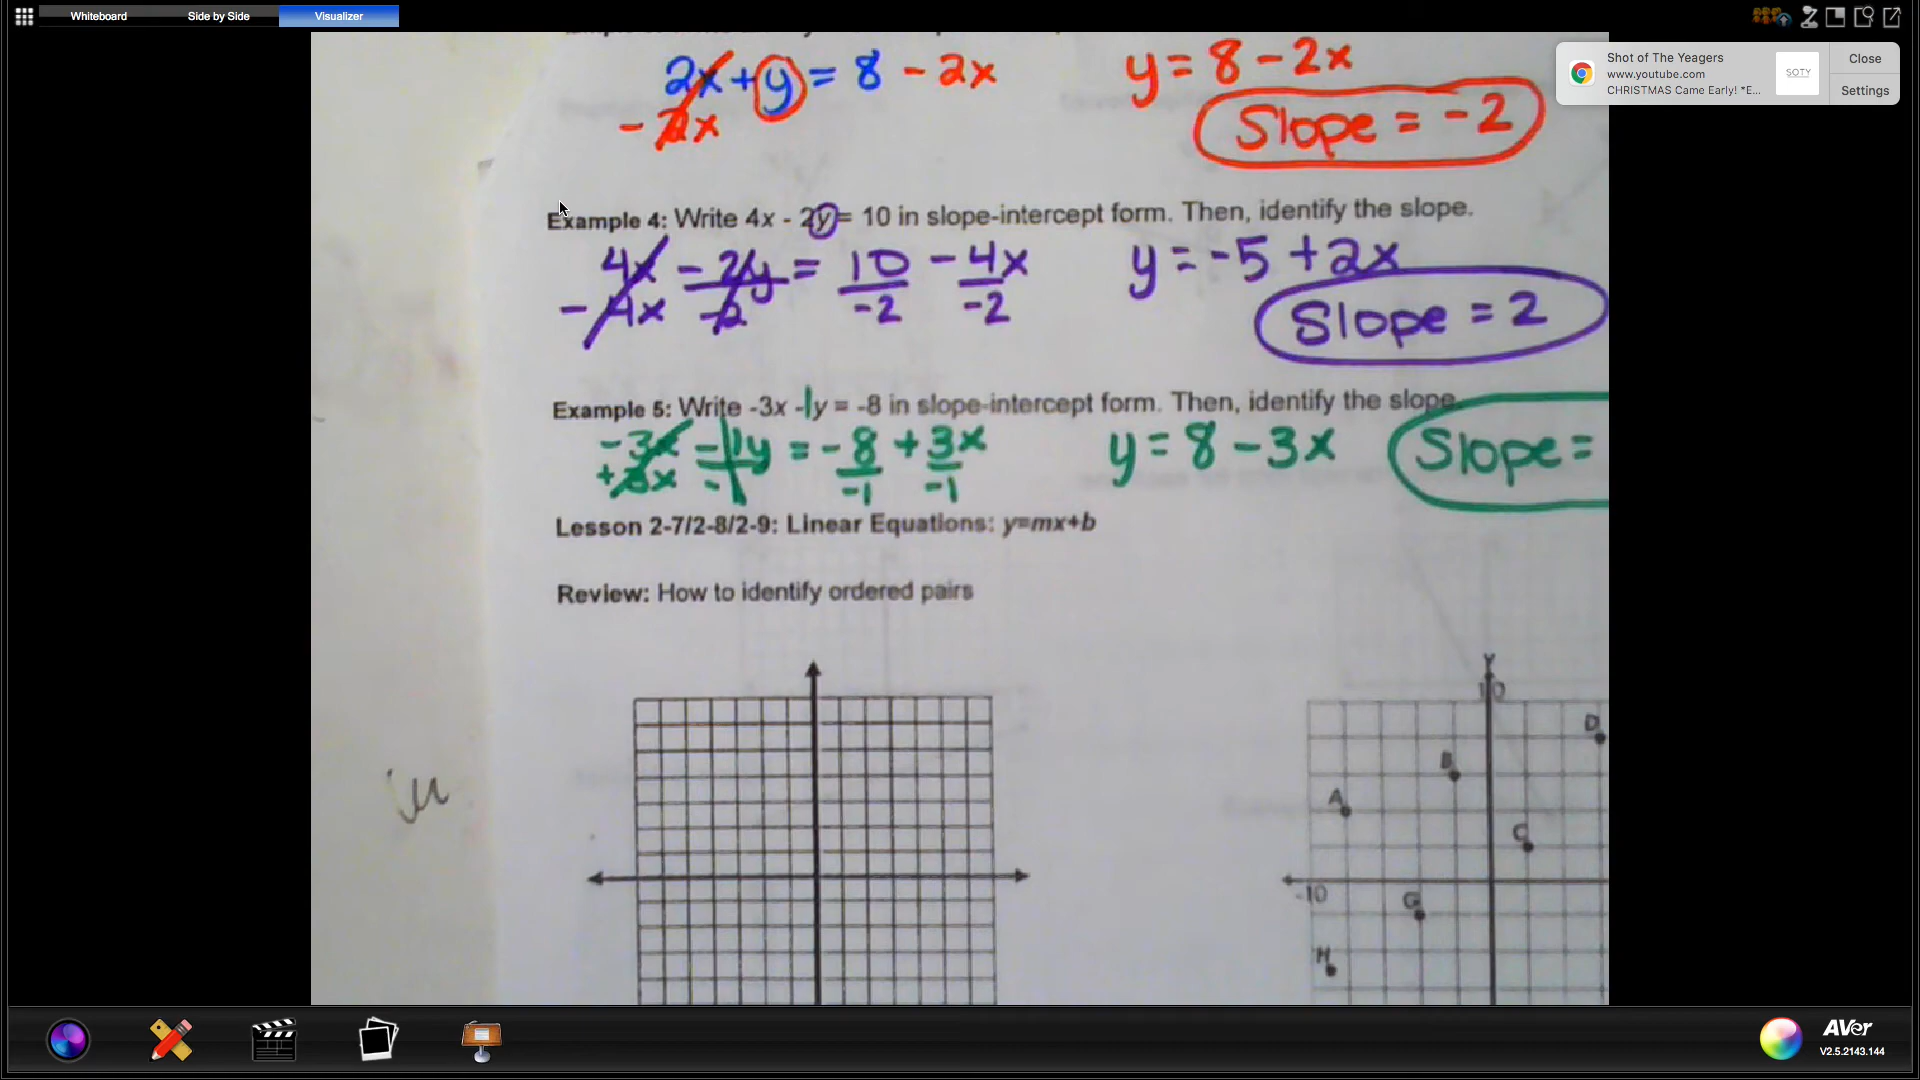 Whiteboard
Side by Side
Visualizer
Shot of The Yeagers
www.youtube.com
CHRISTMAS Came Early! *E...
SOTY
Close
Settings
2x + y = 8 - 2x
- 2x
y = 8 - 2x
Slope = -2
Example 4: Write 4x - 2y = 10 in slope-intercept form. Then, identify the slope.
4x - 2y = 10 - 4x
- 4x -2 -2 -2
y = -5 + 2x
Slope = 2
Example 5: Write -3x -1y = -8 in slope-intercept form. Then, identify the slope.
-3x - 1y = -8 + 3x
+3x -1 -1 -1
y = 8 - 3x
Slope =
Lesson 2-7/2-8/2-9: Linear Equations: y=mx+b
Review: How to identify ordered pairs
Y
10
D
B
A
C
-10
G
H
AVer
V2.5.2143.144